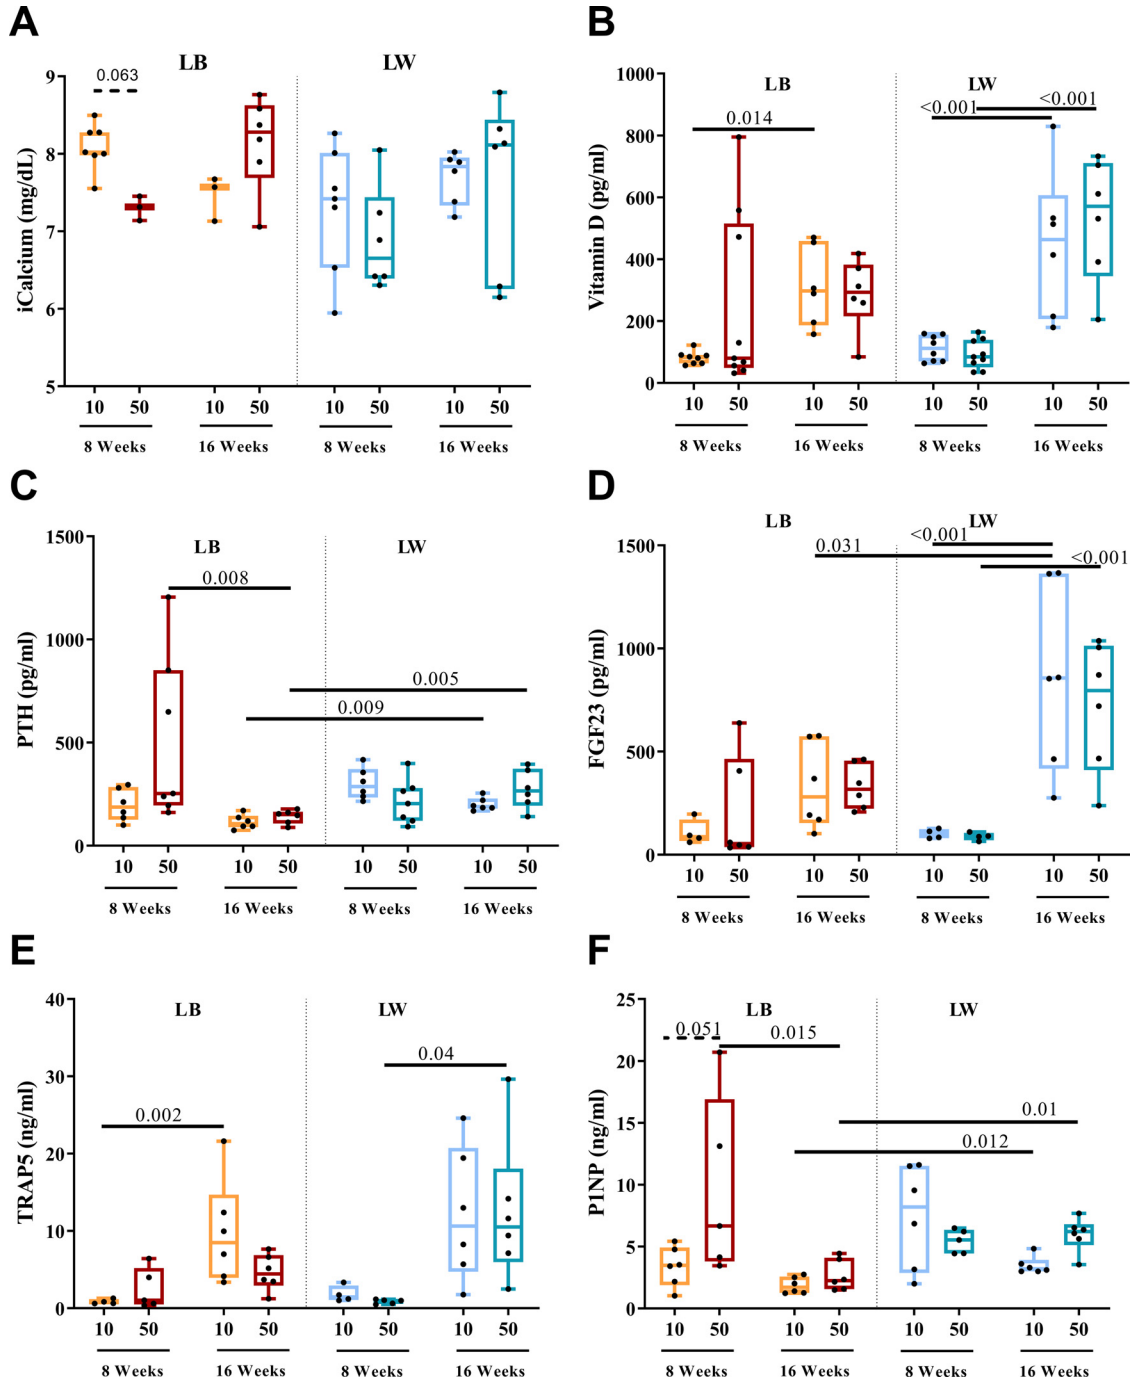 A
LB
LW
0.063
iCalcium (mg/dL)
9
8
7
6
5
10 50 10 50 10 50 10 50
8 Weeks 16 Weeks 8 Weeks 16 Weeks
B
LB
LW
0.014
<0.001
<0.001
Vitamin D (pg/ml)
1000
800
600
400
200
0
10 50 10 50 10 50 10 50
8 Weeks 16 Weeks 8 Weeks 16 Weeks
C
LB
LW
0.008
0.005
0.009
PTH (pg/ml)
1500
1000
500
0
10 50 10 50 10 50 10 50
8 Weeks 16 Weeks 8 Weeks 16 Weeks
D
LB
LW
<0.001
0.031
<0.001
FGF23 (pg/ml)
1500
1000
500
0
10 50 10 50 10 50 10 50
8 Weeks 16 Weeks 8 Weeks 16 Weeks
E
LB
LW
0.04
0.002
TRAP5 (ng/ml)
40
30
20
10
0
10 50 10 50 10 50 10 50
8 Weeks 16 Weeks 8 Weeks 16 Weeks
F
LB
LW
0.051
0.015
0.01
0.012
P1NP (ng/ml)
25
20
15
10
5
0
10 50 10 50 10 50 10 50
8 Weeks 16 Weeks 8 Weeks 16 Weeks